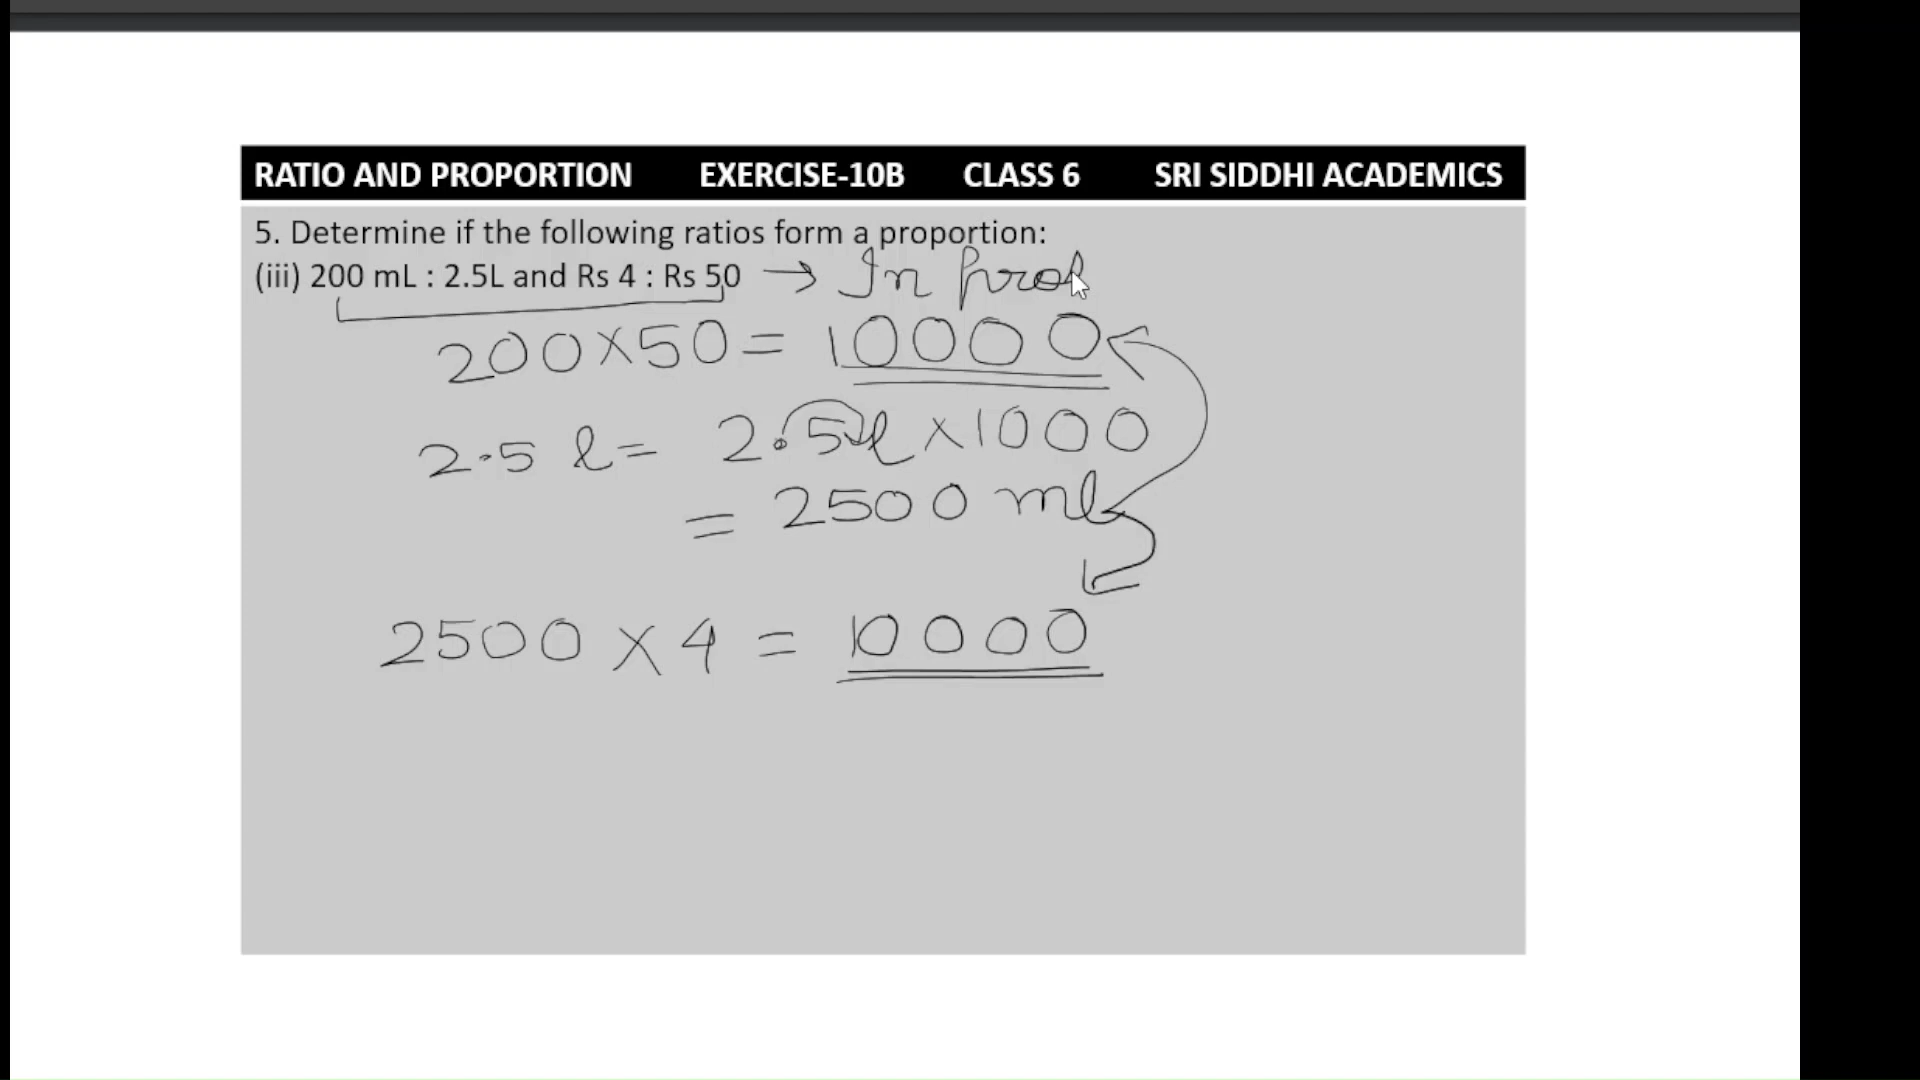 RATIO AND PROPORTION EXERCISE-10B CLASS 6 SRI SIDDHI ACADEMICS
5. Determine if the following ratios form a proportion:
(iii) 200 mL : 2.5L and Rs 4 : Rs 50 → In prop
200×50 = 10000
2.5 l = 2.5l ×1000
= 2500 ml
2500 × 4 = 10000